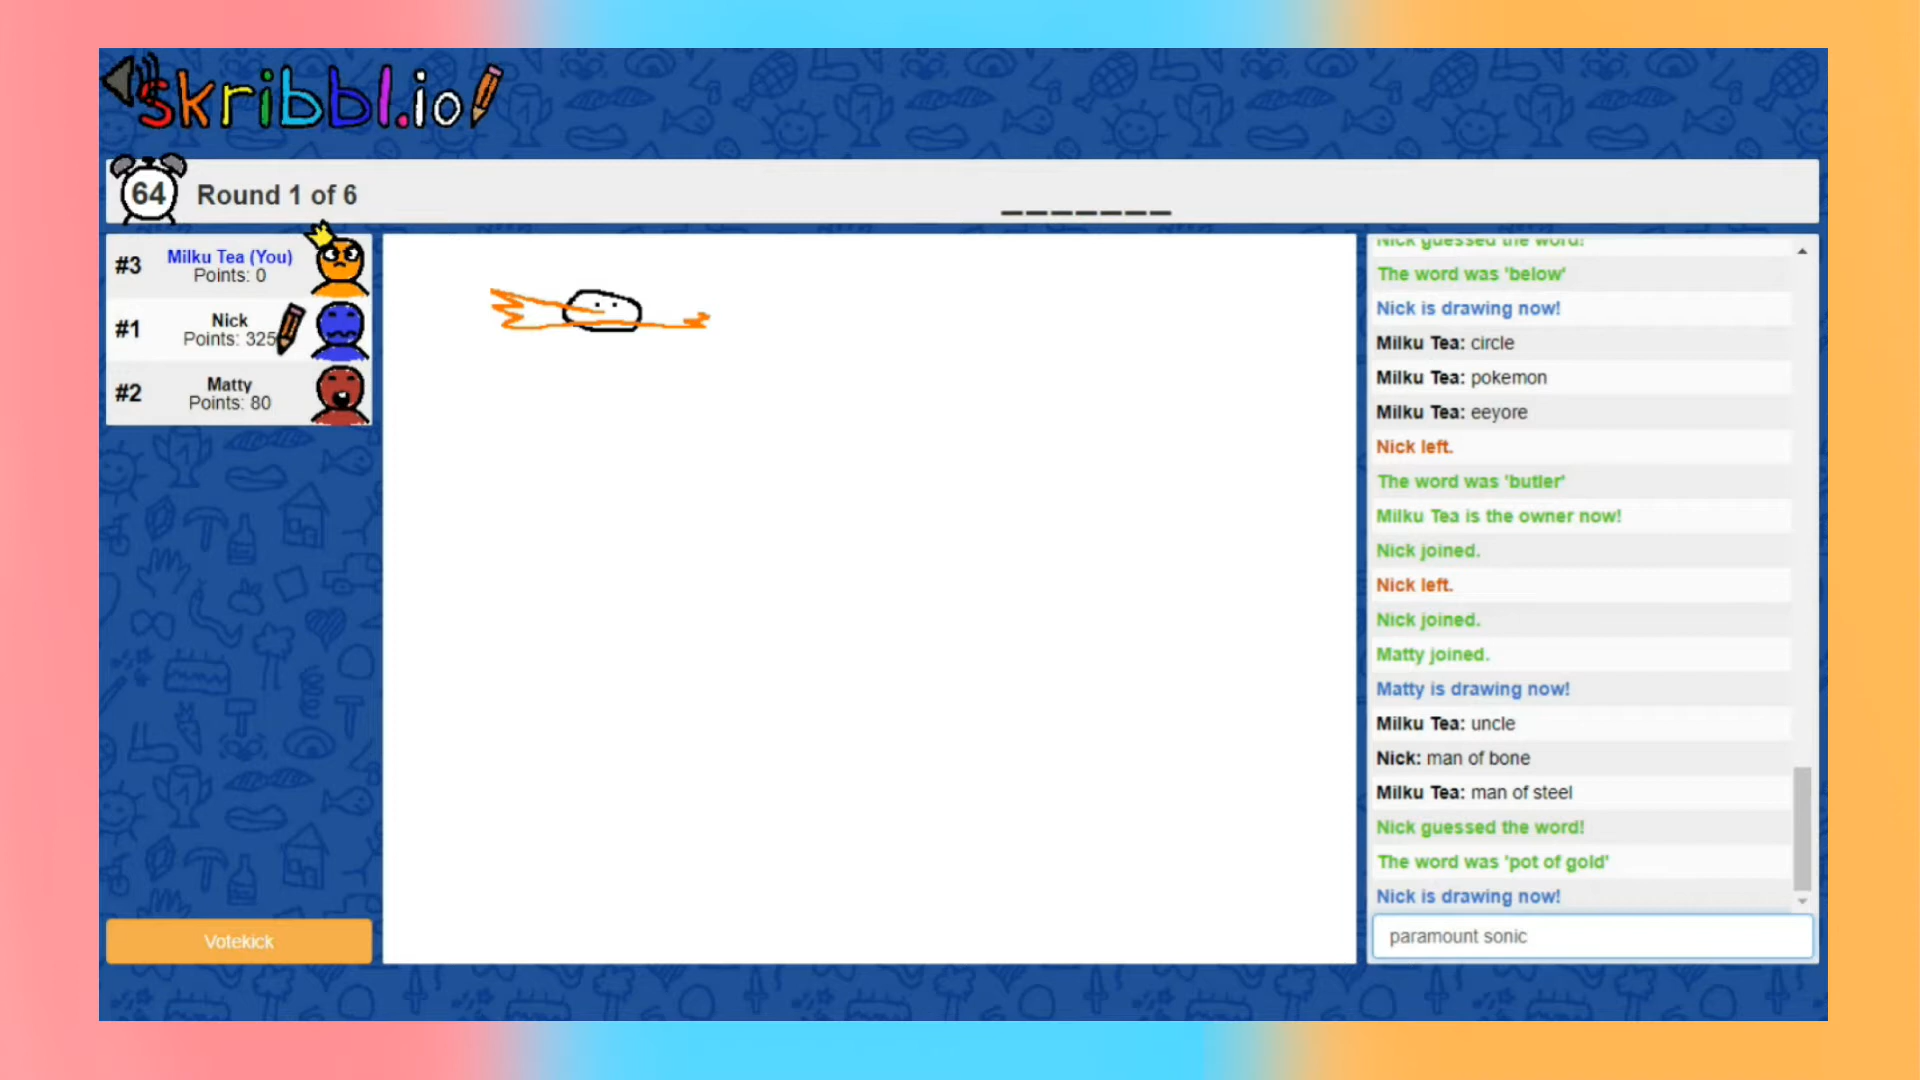 skribbl.io
64
Round 1 of 6
_ _ _ _ _ _ _
#3
Milku Tea (You)
Points: 0
#1
Nick
Points: 325
#2
Matty
Points: 80
Votekick
Nick guessed the word!
The word was 'below'
Nick is drawing now!
Milku Tea: circle
Milku Tea: pokemon
Milku Tea: eeyore
Nick left.
The word was 'butler'
Milku Tea is the owner now!
Nick joined.
Nick left.
Nick joined.
Matty joined.
Matty is drawing now!
Milku Tea: uncle
Nick: man of bone
Milku Tea: man of steel
Nick guessed the word!
The word was 'pot of gold'
Nick is drawing now!
paramount sonic